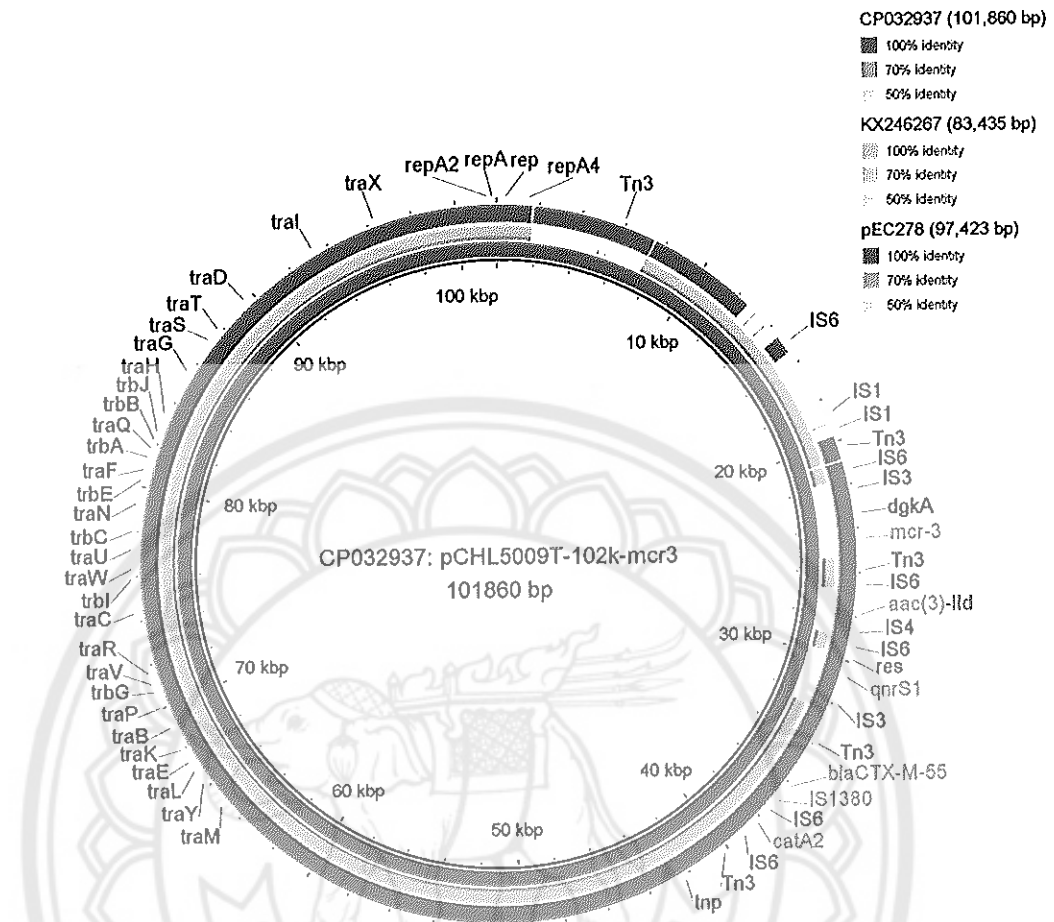 CP032937 (101,860 bp)
100% identity
70% identity
50% identity
KX246267 (83,435 bp)
100% identity
70% identity
50% identity
pEC278 (97,423 bp)
100% identity
70% identity
50% identity
repA2
repA
rep
repA4
Tn3
IS6
IS1
IS1
Tn3
IS6
IS3
dgkA
mcr-3
Tn3
IS6
aac(3)-IId
IS4
IS6
res
qnrS1
IS3
Tn3
blaCTX-M-55
IS1380
IS6
catA2
IS6
Tn3
tnp
traM
traY
traL
traE
traK
traB
traP
trbG
traV
traR
traC
trbI
traW
traU
trbC
traN
trbE
traF
trbA
traQ
trbB
trbJ
traH
traG
traS
traT
traD
traI
traX
100 kbp
10 kbp
20 kbp
30 kbp
40 kbp
50 kbp
60 kbp
70 kbp
80 kbp
90 kbp
CP032937: pCHL5009T-102k-mcr3
101860 bp